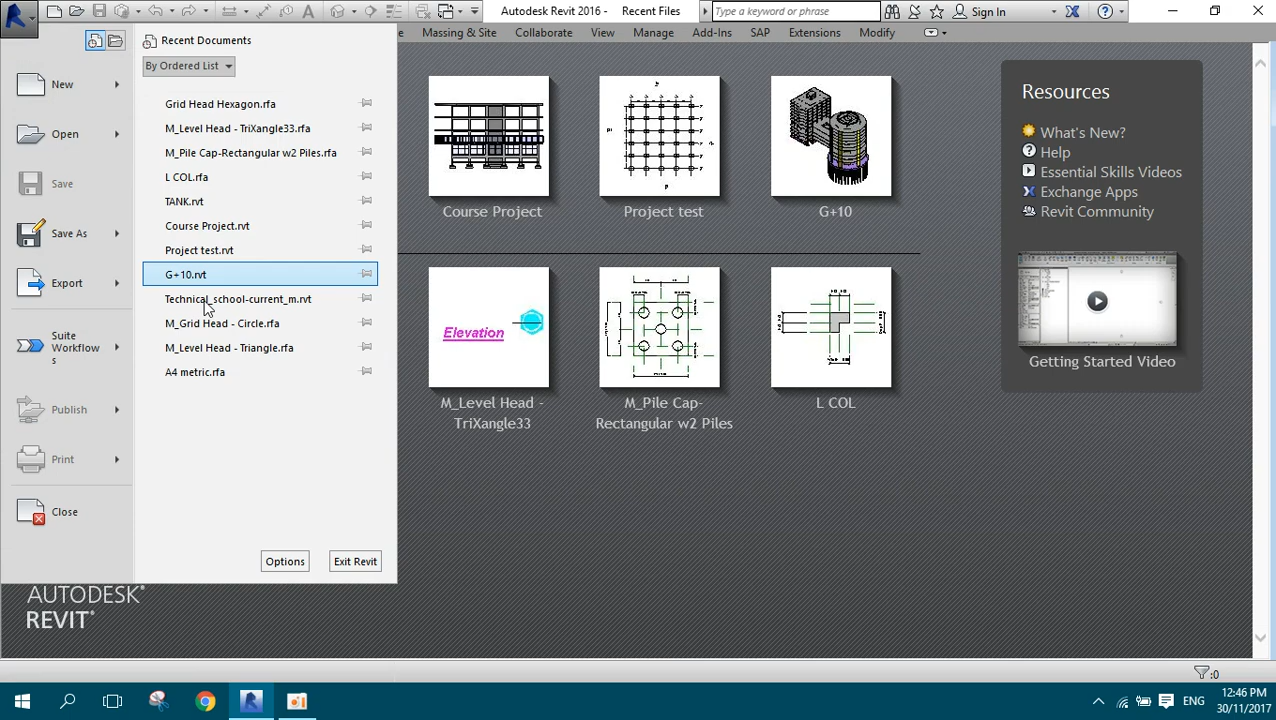 Autodesk Revit 2016 - Recent Files
Type a keyword or phrase
Sign In
Massing & Site
Collaborate
View
Manage
Add-Ins
SAP
Extensions
Modify
Recent Documents
By Ordered List
New
Open
Save
Save As
Export
Suite
Workflow
s
Publish
Print
Close
Grid Head Hexagon.rfa
M_Level Head - TriXangle33.rfa
M_Pile Cap-Rectangular w2 Piles.rfa
L COL.rfa
TANK.rvt
Course Project.rvt
Project test.rvt
G+10.rvt
Technical_school-current_m.rvt
M_Grid Head - Circle.rfa
M_Level Head - Triangle.rfa
A4 metric.rfa
Options
Exit Revit
Course Project
Project test
G+10
Elevation
M_Level Head -
TriXangle33
M_Pile Cap-
Rectangular w2 Piles
L COL
Resources
What's New?
Help
Essential Skills Videos
Exchange Apps
Revit Community
Getting Started Video
AUTODESK®
REVIT®
:0
ENG
12:46 PM
30/11/2017